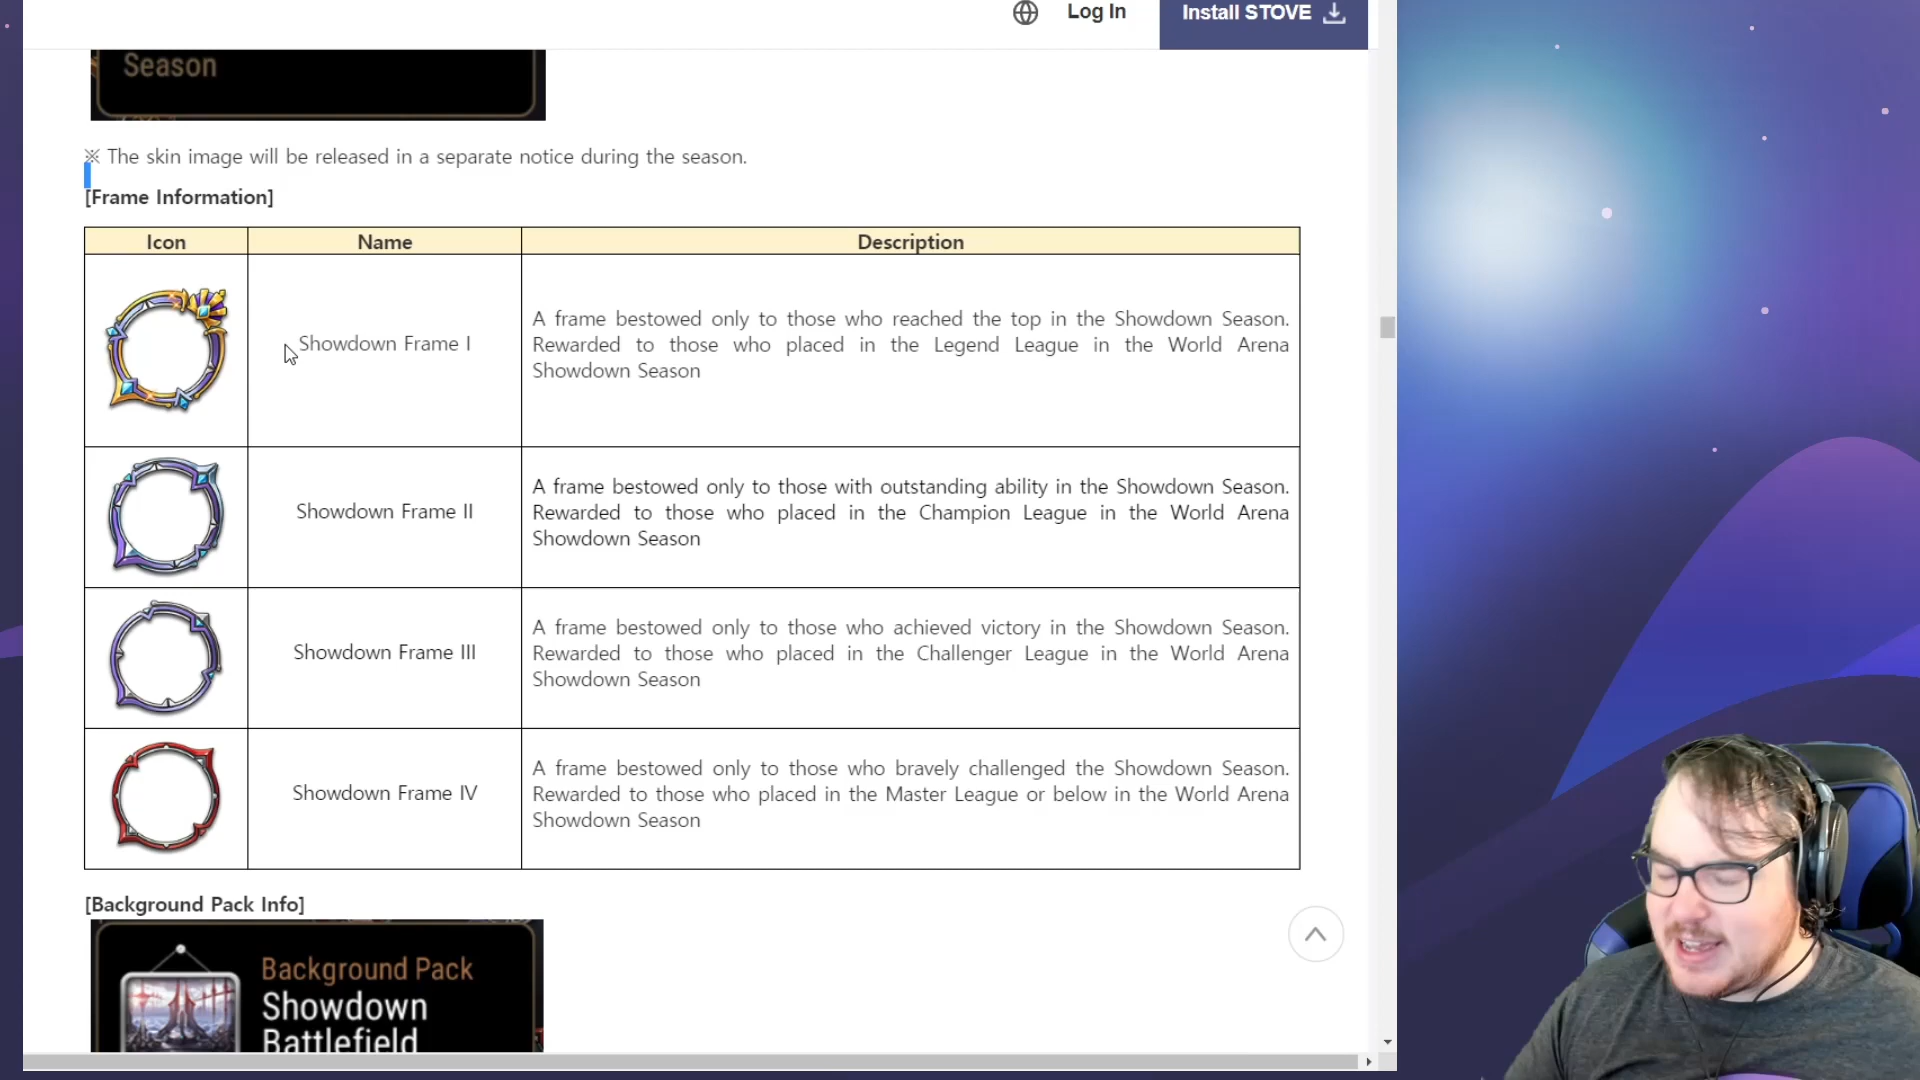 Log In
Install STOVE
Season
※ The skin image will be released in a separate notice during the season.
[Frame Information]
Icon
Name
Description
Showdown Frame I
A frame bestowed only to those who reached the top in the Showdown Season.
Rewarded to those who placed in the Legend League in the World Arena
Showdown Season
Showdown Frame II
A frame bestowed only to those with outstanding ability in the Showdown Season.
Rewarded to those who placed in the Champion League in the World Arena
Showdown Season
Showdown Frame III
A frame bestowed only to those who achieved victory in the Showdown Season.
Rewarded to those who placed in the Challenger League in the World Arena
Showdown Season
Showdown Frame IV
A frame bestowed only to those who bravely challenged the Showdown Season.
Rewarded to those who placed in the Master League or below in the World Arena
Showdown Season
[Background Pack Info]
Background Pack
Showdown
Battlefield